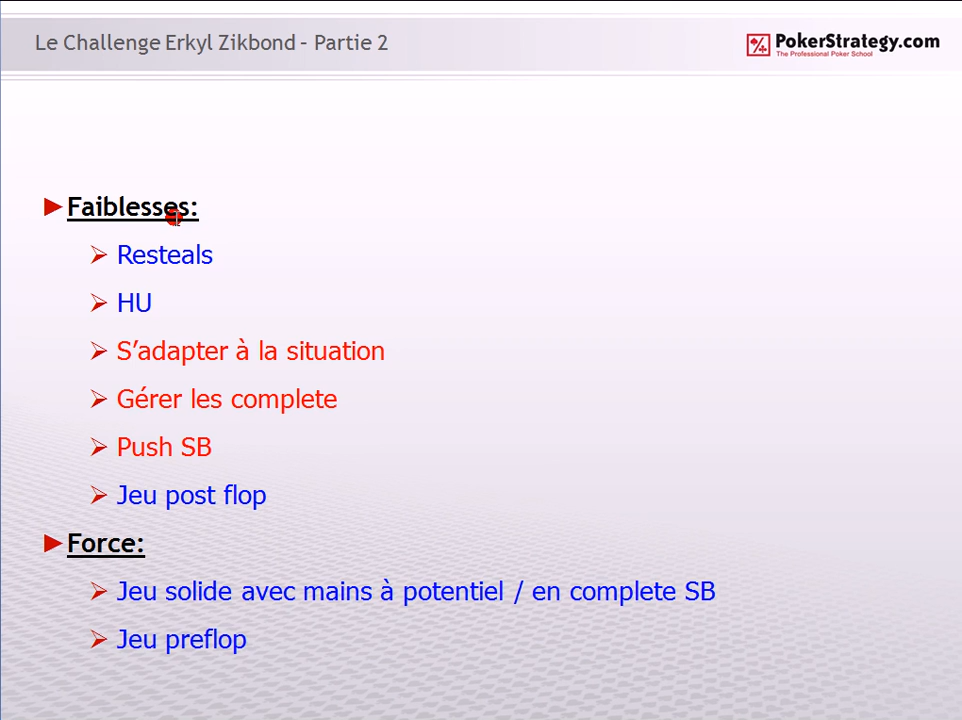 Le Challenge Erkyl Zikbond – Partie 2
PokerStrategy.com
The Professional Poker School
Faiblesses:
Resteals
HU
S’adapter à la situation
Gérer les complete
Push SB
Jeu post flop
Force:
Jeu solide avec mains à potentiel / en complete SB
Jeu preflop